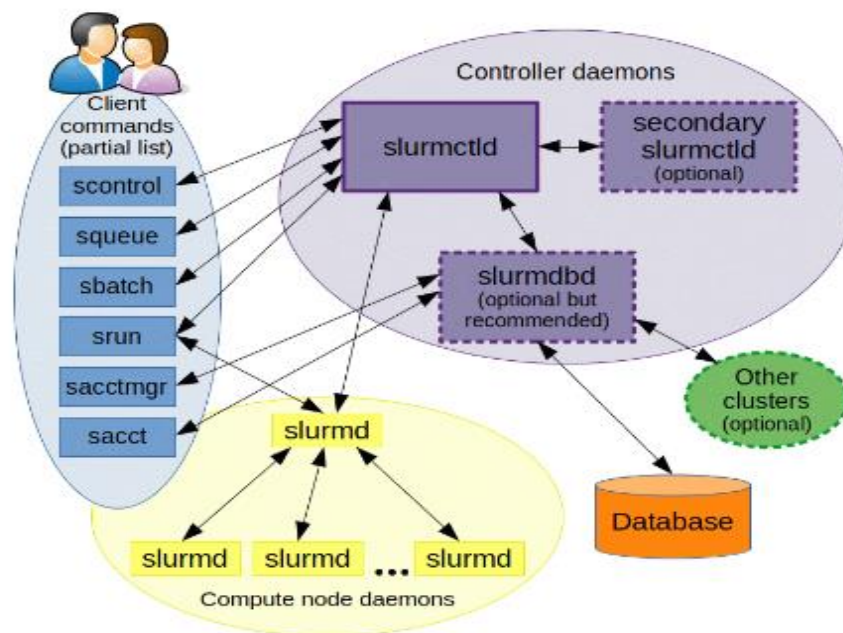 Client
commands
(partial list)
scontrol
squeue
sbatch
srun
sacctmgr
sacct
Controller daemons
slurmctld
secondary
slurmctld
(optional)
slurmdbd
(optional but
recommended)
Other
clusters
(optional)
Database
slurmd
slurmd
slurmd
...
slurmd
Compute node daemons